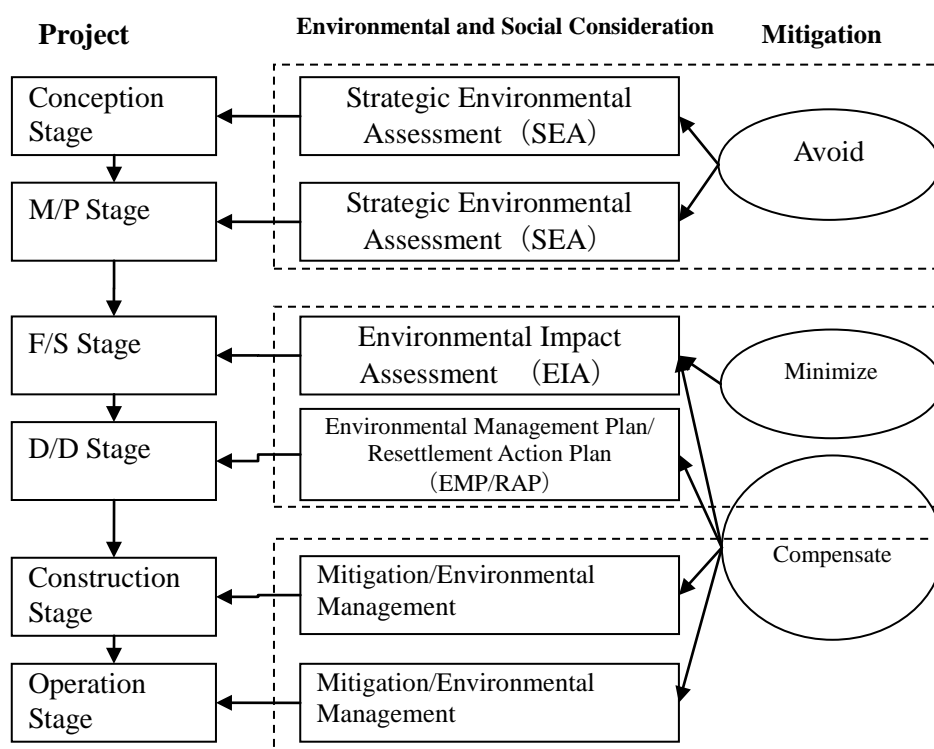 Project
Environmental and Social Consideration
Mitigation
Conception
Stage
Strategic Environmental
Assessment（SEA）
Avoid
M/P Stage
Strategic Environmental
Assessment（SEA）
F/S Stage
Environmental Impact
Assessment （EIA）
Minimize
D/D Stage
Environmental Management Plan/
Resettlement Action Plan
（EMP/RAP）
Compensate
Construction
Stage
Mitigation/Environmental
Management
Operation
Stage
Mitigation/Environmental
Management